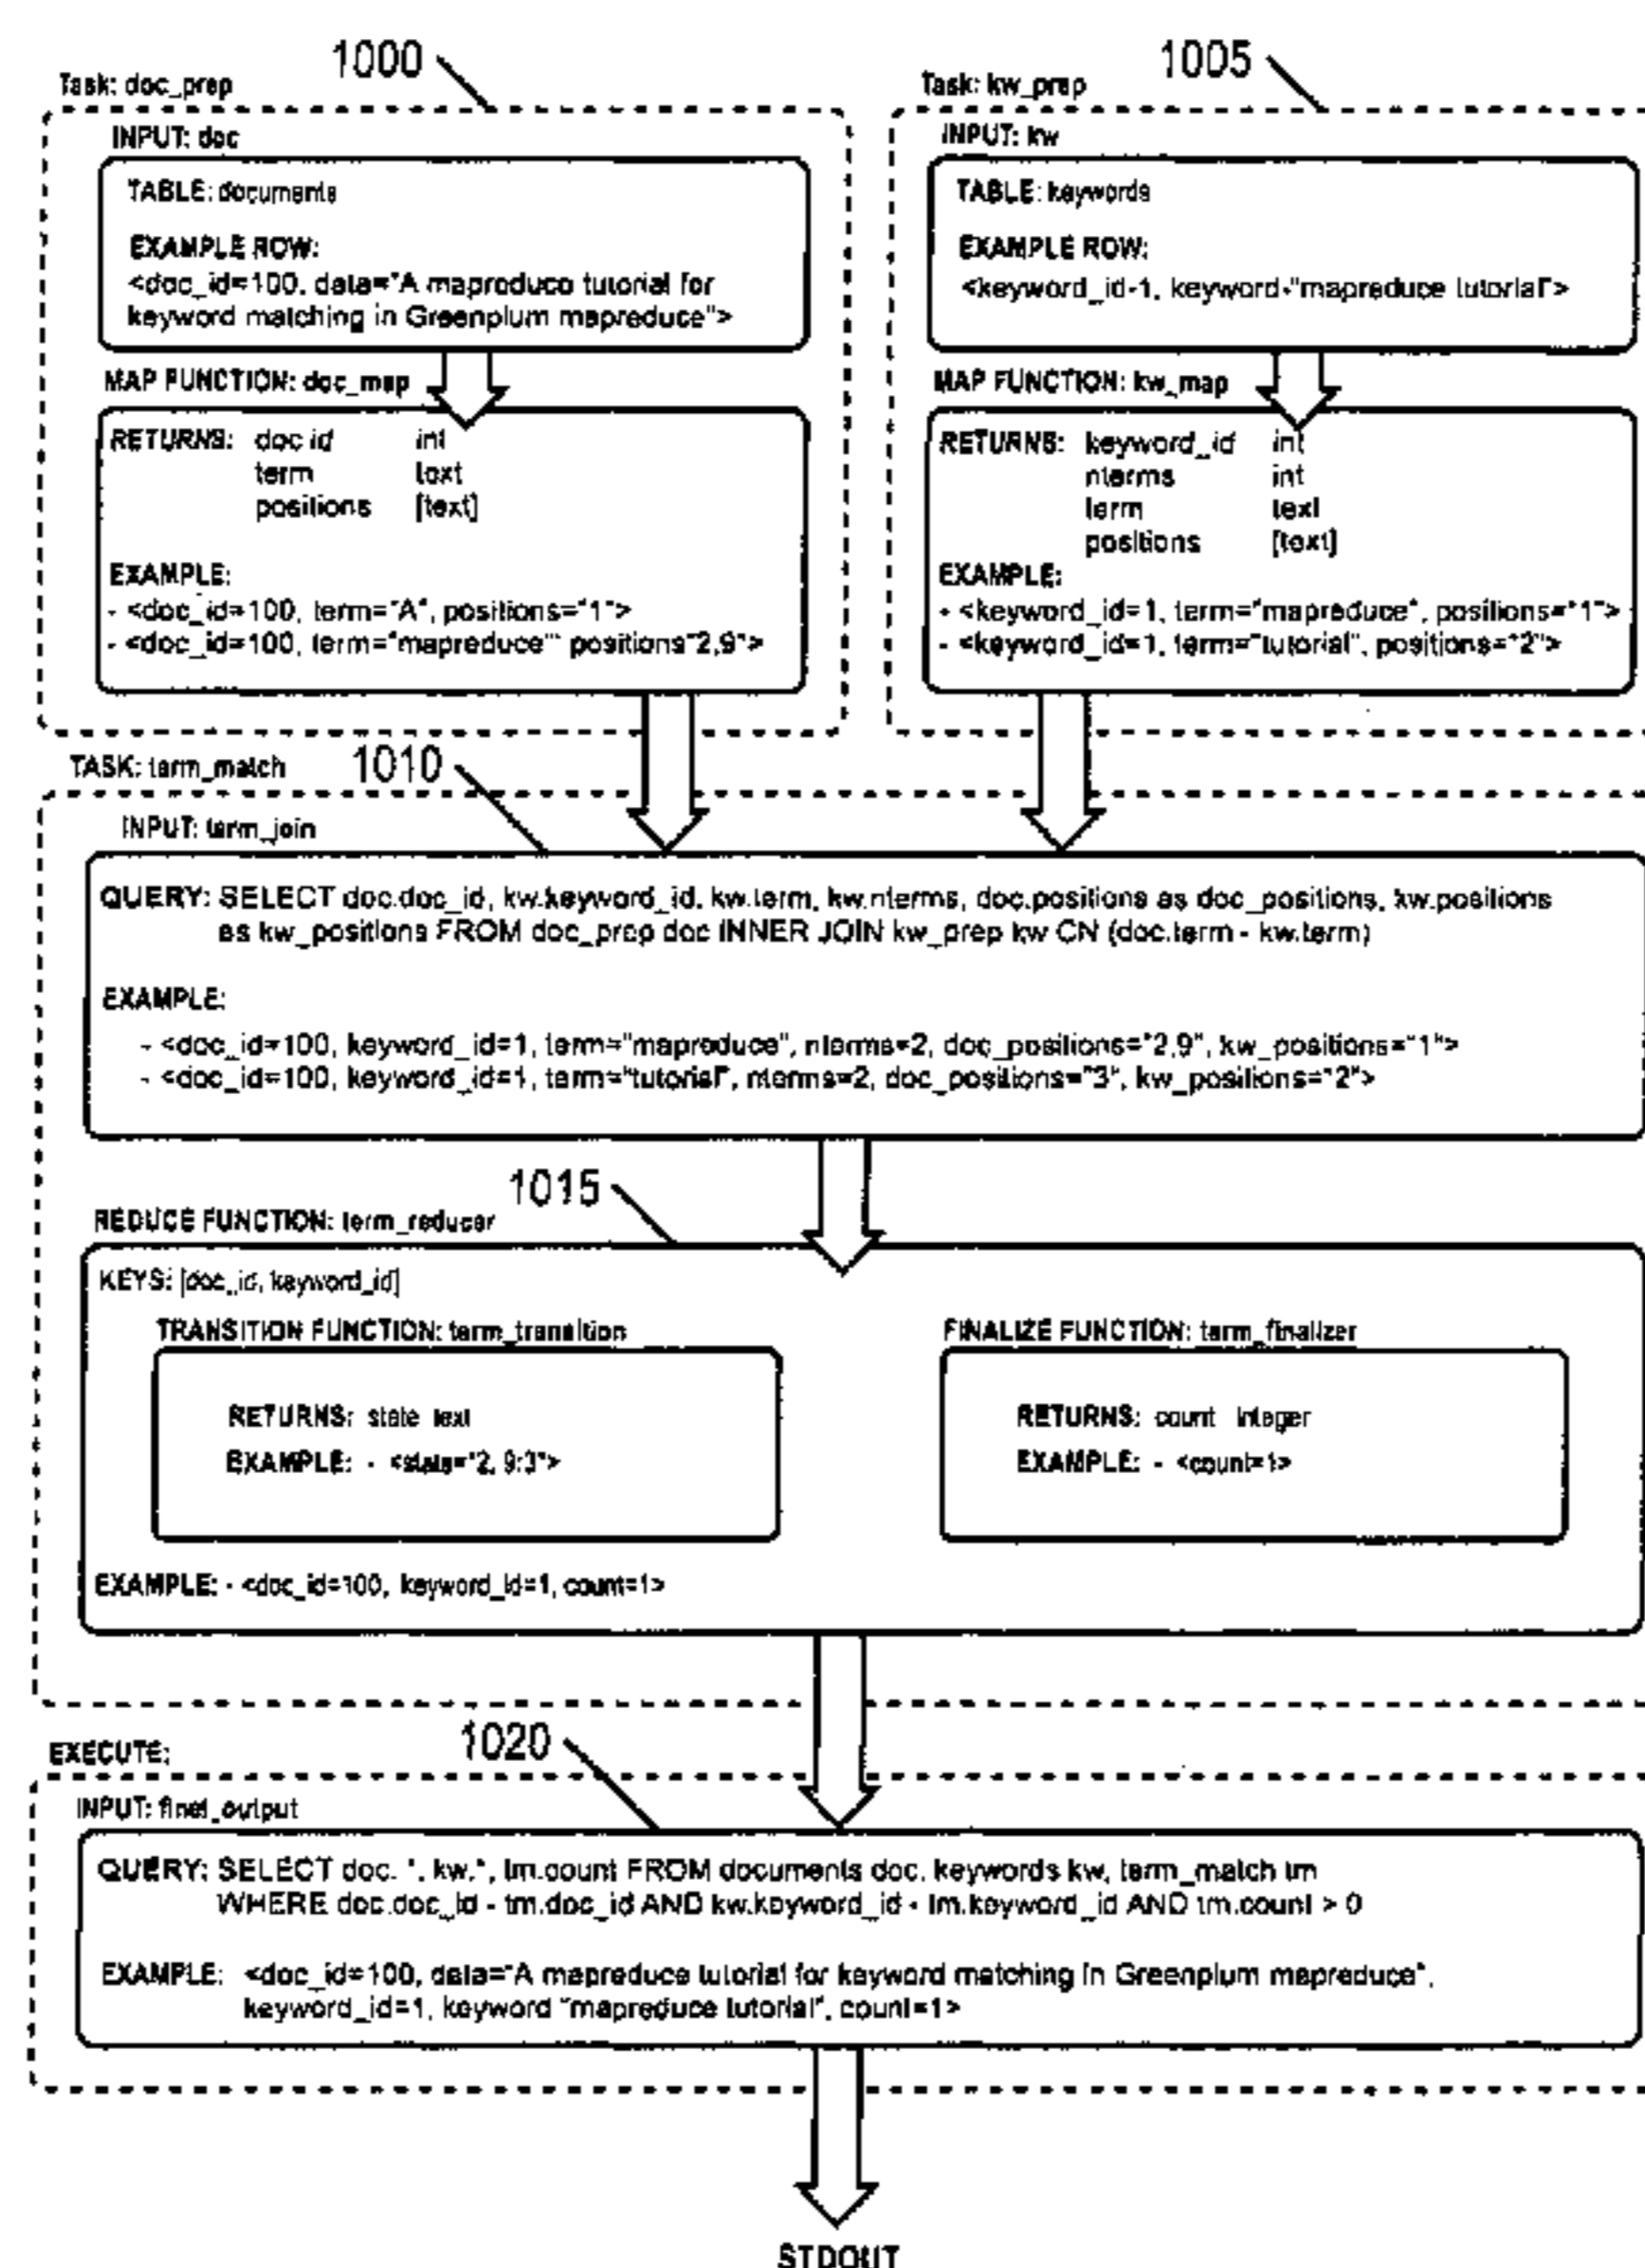 1000
Task: doc_prep
INPUT: doc
TABLE: documents
EXAMPLE ROW:
<doc_id=100, data="A mapreduce tutorial for
keyword matching in Greenplum mapreduce">
MAP FUNCTION: doc_map
RETURNS: doc id int
term text
positions [text]
EXAMPLE:
- <doc_id=100, term="A", positions="1">
- <doc_id=100, term="mapreduce"' positions"2,9">
1005
Task: kw_prep
INPUT: kw
TABLE: keywords
EXAMPLE ROW:
<keyword_id-1, keyword-"mapreduce tutorial">
MAP FUNCTION: kw_map
RETURNS: keyword_id int
nterms int
term text
positions [text]
EXAMPLE:
- <keyword_id=1, term="mapreduce", positions="1">
- <keyword_id=1, term="tutorial", positions="2">
TASK: term_match
1010
INPUT: term_join
QUERY: SELECT doc.doc_id, kw.keyword_id, kw.term, kw.nterms, doc.positions as doc_positions, kw.positions
as kw_positions FROM doc_prep doc INNER JOIN kw_prep kw ON (doc.term - kw.term)
EXAMPLE:
- <doc_id=100, keyword_id=1, term="mapreduce", nterms=2, doc_positions="2,9", kw_positions="1">
- <doc_id=100, keyword_id=1, term="tutorial", nterms=2, doc_positions="3", kw_positions="2">
1015
REDUCE FUNCTION: term_reducer
KEYS: [doc_id, keyword_id]
TRANSITION FUNCTION: term_transition
RETURNS: state text
EXAMPLE: - <state="2, 9:3">
FINALIZE FUNCTION: term_finalizer
RETURNS: count integer
EXAMPLE: - <count=1>
EXAMPLE: - <doc_id=100, keyword_id=1, count=1>
EXECUTE:
1020
INPUT: final_output
QUERY: SELECT doc. *, kw.*, tm.count FROM documents doc, keywords kw, term_match tm
WHERE doc.doc_id - tm.doc_id AND kw.keyword_id - tm.keyword_id AND tm.count > 0
EXAMPLE: <doc_id=100, data="A mapreduce tutorial for keyword matching in Greenplum mapreduce",
keyword_id=1, keyword "mapreduce tutorial", count=1>
STDOUT